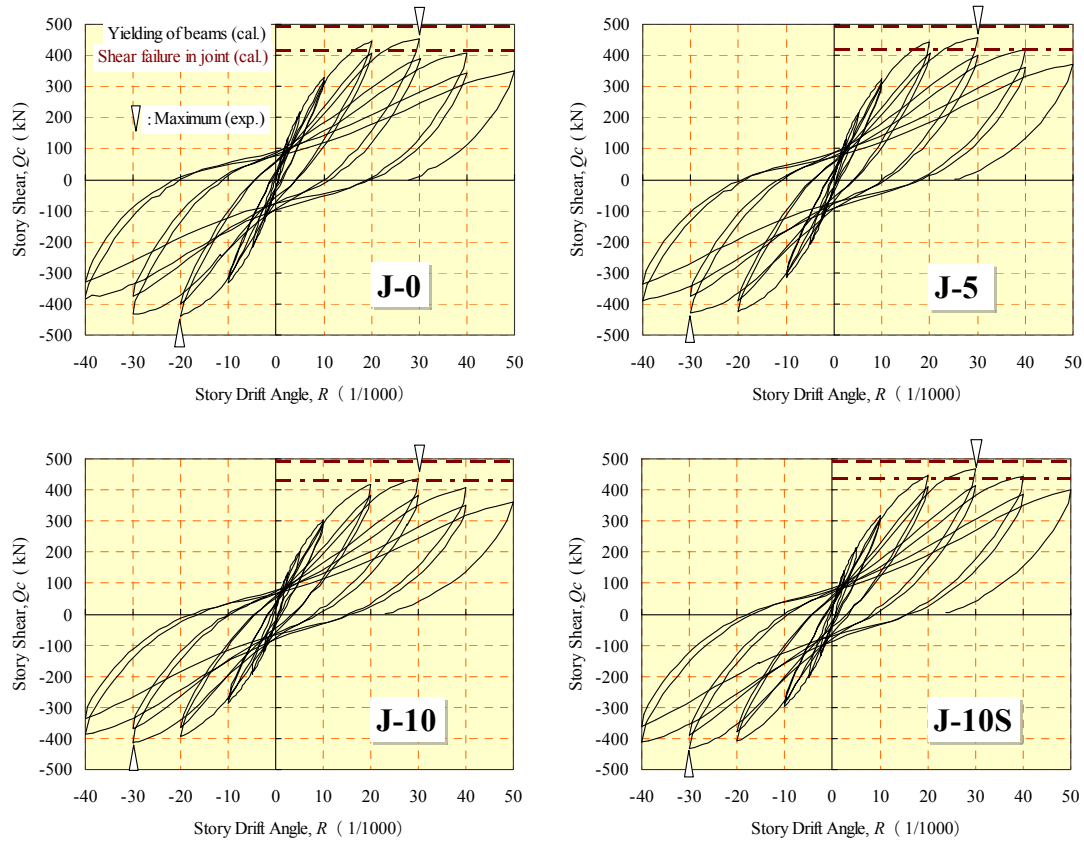 500
400
300
200
100
0
-100
-200
-300
-400
-500
Story Shear, Qc ( kN)
Yielding of beams (cal.)
Shear failure in joint (cal.)
: Maximum (exp.)
J-0
-40 -30 -20 -10 0 10 20 30 40 50
Story Drift Angle, R ( 1/1000)
500
400
300
200
100
0
-100
-200
-300
-400
-500
Story Shear, Qc ( kN)
J-5
-40 -30 -20 -10 0 10 20 30 40 50
Story Drift Angle, R ( 1/1000)
500
400
300
200
100
0
-100
-200
-300
-400
-500
Story Shear, Qc ( kN)
J-10
-40 -30 -20 -10 0 10 20 30 40 50
Story Drift Angle, R ( 1/1000)
500
400
300
200
100
0
-100
-200
-300
-400
-500
Story Shear, Qc ( kN)
J-10S
-40 -30 -20 -10 0 10 20 30 40 50
Story Drift Angle, R ( 1/1000)